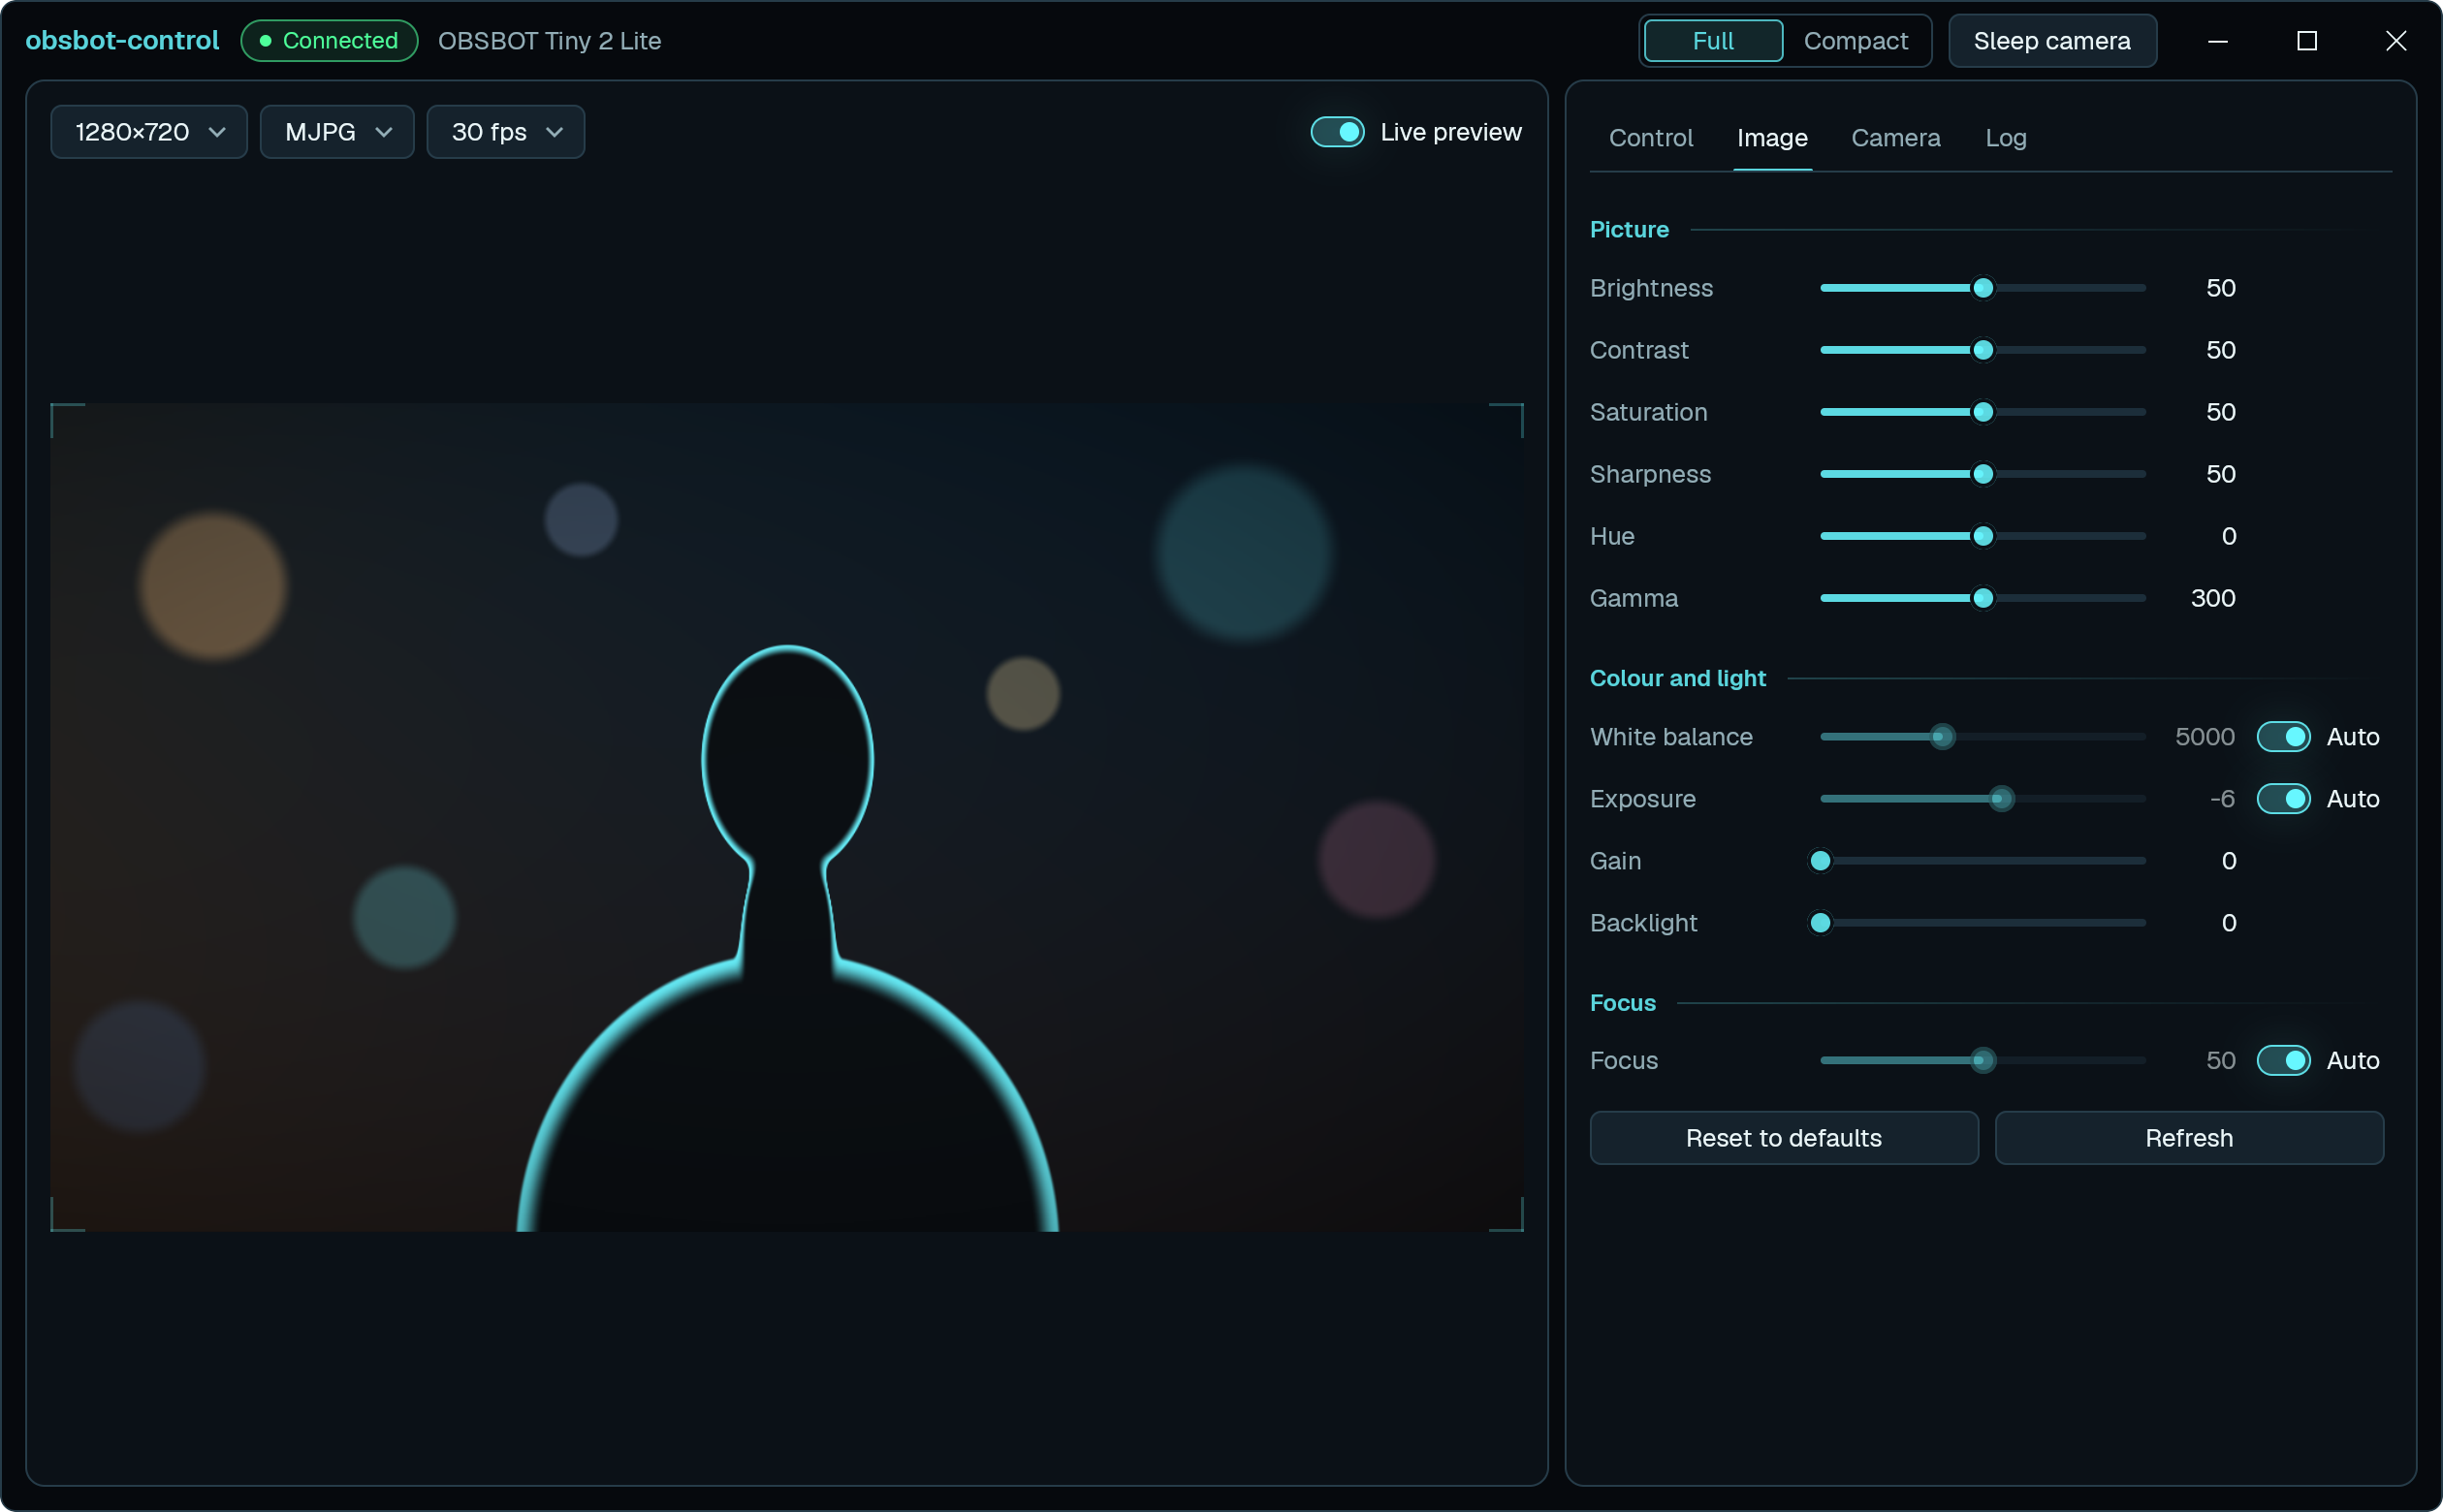 obsbot-control Connected OBSBOT Tiny 2 Lite Full Compact Sleep camera
1280×720 MJPG 30 fps Live preview
Control Image Camera Log
Picture
Brightness 50
Contrast 50
Saturation 50
Sharpness 50
Hue 0
Gamma 300
Colour and light
White balance 5000 Auto
Exposure -6 Auto
Gain 0
Backlight 0
Focus
Focus 50 Auto
Reset to defaults Refresh